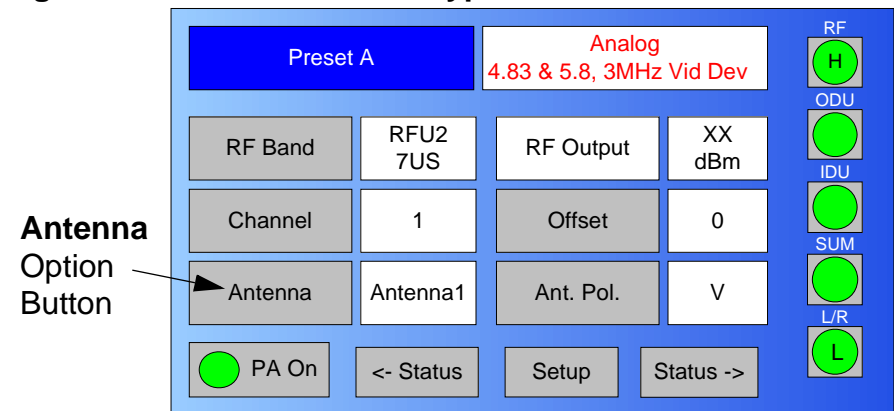 Preset A
Analog
4.83 & 5.8, 3MHz Vid Dev
RF
H
ODU
RF Band
RFU2
7US
RF Output
XX
dBm
IDU
Channel
1
Offset
0
SUM
Antenna
Option
Button
Antenna
Antenna1
Ant. Pol.
V
L/R
L
PA On
<- Status
Setup
Status ->